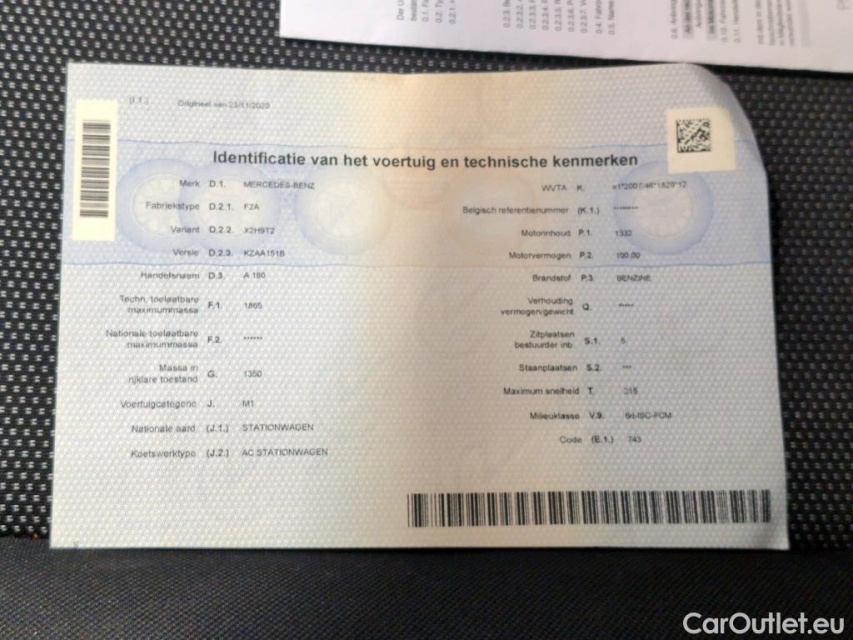 Origineel van 23/11/2020
Identificatie van het voertuig en technische kenmerken
Merk D.1. MERCEDES-BENZ
Fabriekstype D.2.1. F2A
Variant D.2.2. X2H9T2
Versie D.2.3. KZAA151B
Handelsnaam D.3. A 180
Techn. toelaatbare
maximummassa F.1. 1865
Nationale toelaatbare
maximummassa F.2. ******
Massa in
rijklare toestand G. 1350
Voertuigcategorie J. M1
Nationale aard (J.1.) STATIONWAGEN
Koetswerktype (J.2.) AC STATIONWAGEN
WVTA K.
Belgisch referentienummer (K.1.) *******
Motorinhoud P.1. 1332
Motorvermogen P.2. 100.00
Brandstof P.3. BENZINE
Verhouding
vermogen/gewicht Q. ****
Zitplaatsen
bestuurder inb. S.1. 5
Staanplaatsen S.2. ***
Maximum snelheid T. 215
Milieuklasse V.9.
Code (E.1.) 743
CarOutlet.eu